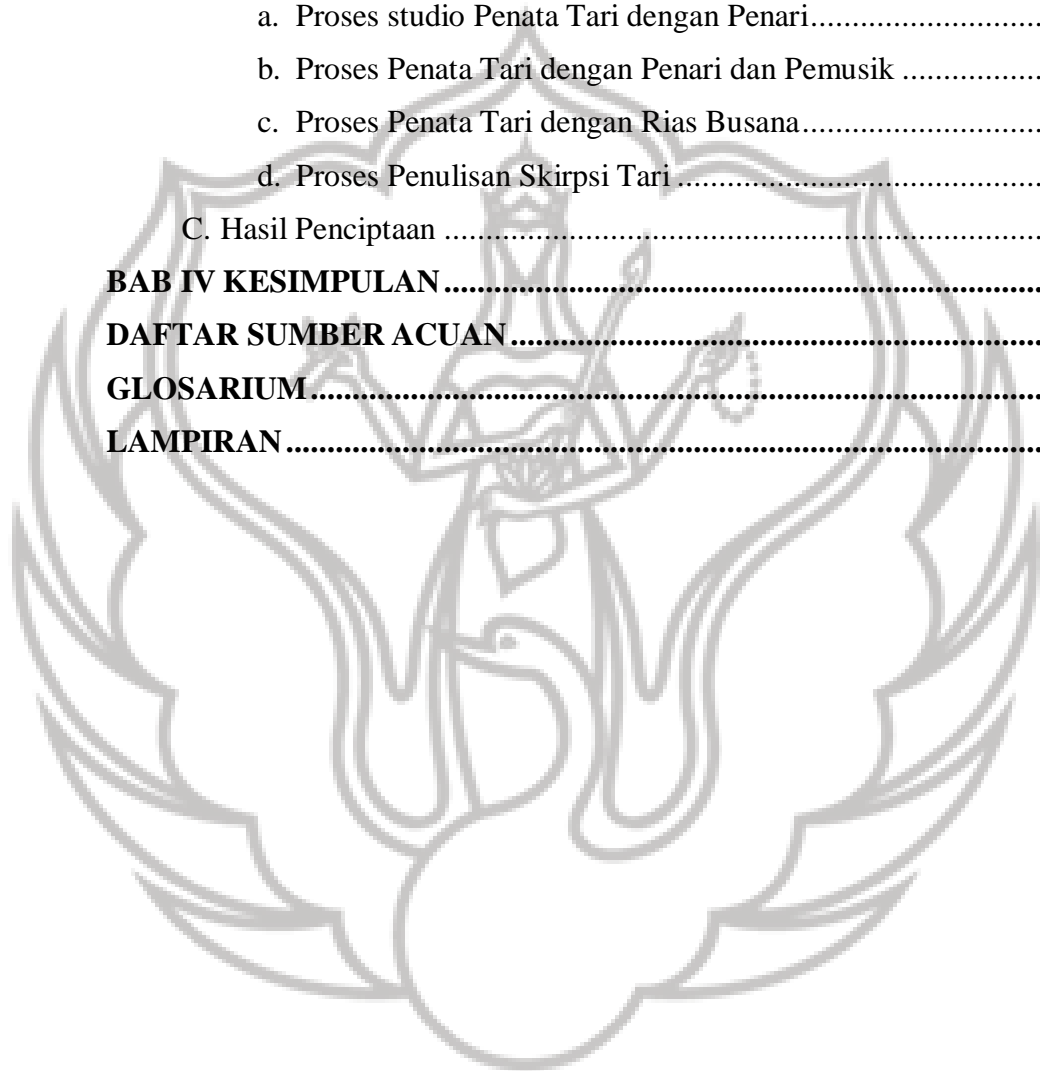 a. Proses studio Penata Tari dengan Penari........................
b. Proses Penata Tari dengan Penari dan Pemusik ................
c. Proses Penata Tari dengan Rias Busana.........................
d. Proses Penulisan Skirpsi Tari .......................................
C. Hasil Penciptaan ..................................................................
BAB IV KESIMPULAN..................................................................
DAFTAR SUMBER ACUAN..........................................................
GLOSARIUM................................................................................
LAMPIRAN...................................................................................